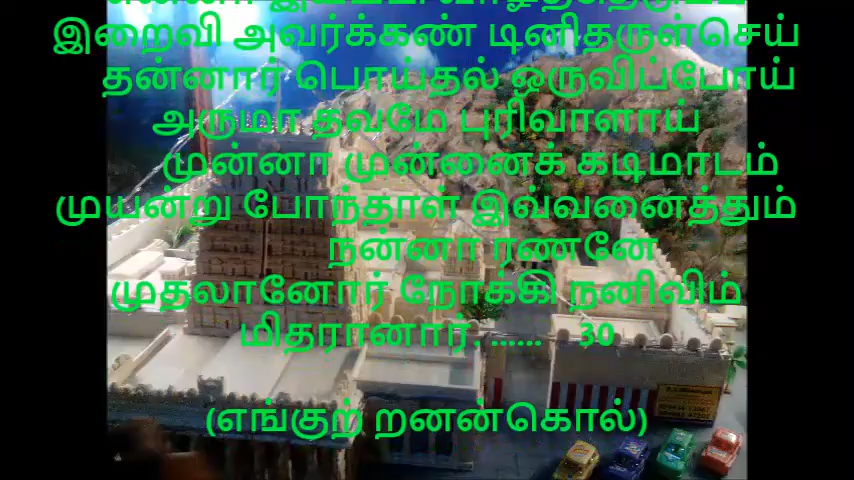 இறைவி அவர்க்கண் டினிதருள்செய்
தன்னார் பொய்தல் ஒருவிப்போய்
அருமா தவமே புரிவாளாய்
முன்னா முன்னைக் கடிமாடம்
முயன்று போந்தாள் இவ்வனைத்தும்
நன்னா ரணனே
முதலானோர் நோக்கி நனிவிம்
மிதரானார். ...... 30
(எங்குற் றனன்கொல்)